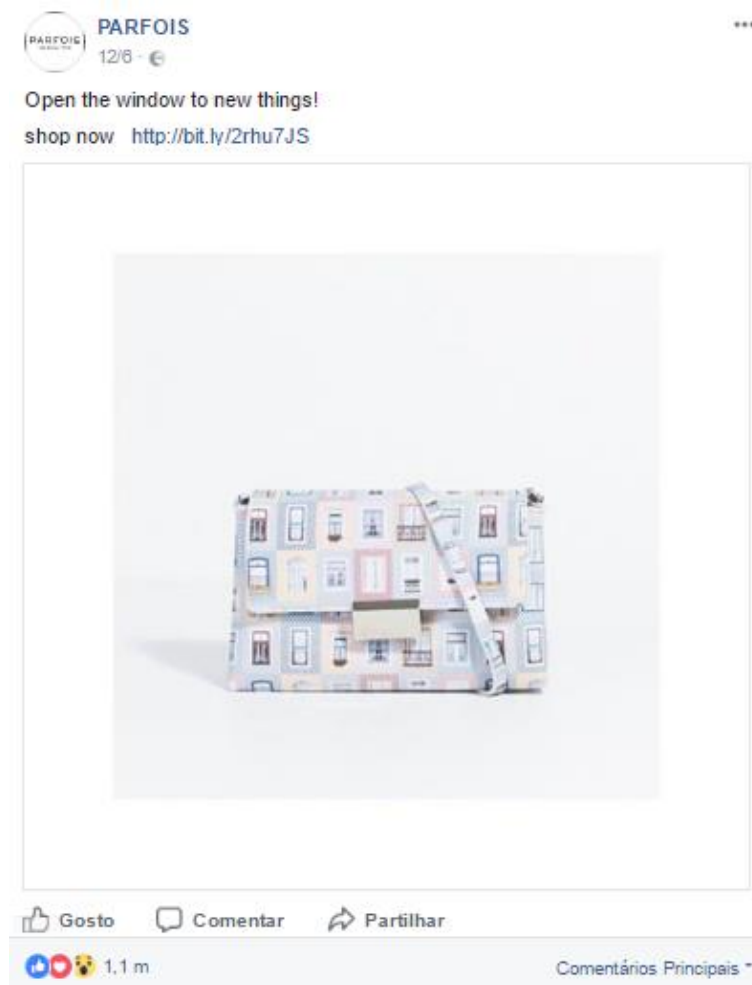 PARFOIS
PARFOIS
12/6 ·
Open the window to new things!
shop now http://bit.ly/2rhu7JS
Gosto Comentar Partilhar
1,1 m Comentários Principais